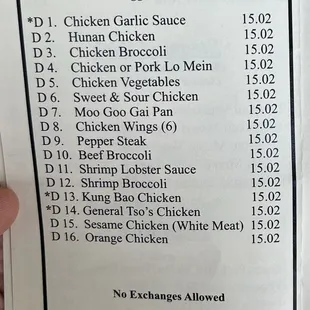 *D 1. Chicken Garlic Sauce 15.02
D 2. Hunan Chicken 15.02
D 3. Chicken Broccoli 15.02
D 4. Chicken or Pork Lo Mein 15.02
D 5. Chicken Vegetables 15.02
D 6. Sweet & Sour Chicken 15.02
D 7. Moo Goo Gai Pan 15.02
D 8. Chicken Wings (6) 15.02
D 9. Pepper Steak 15.02
D 10. Beef Broccoli 15.02
D 11. Shrimp Lobster Sauce 15.02
D 12. Shrimp Broccoli 15.02
*D 13. Kung Bao Chicken 15.02
*D 14. General Tso's Chicken 15.02
D 15. Sesame Chicken (White Meat) 15.02
D 16. Orange Chicken 15.02
No Exchanges Allowed